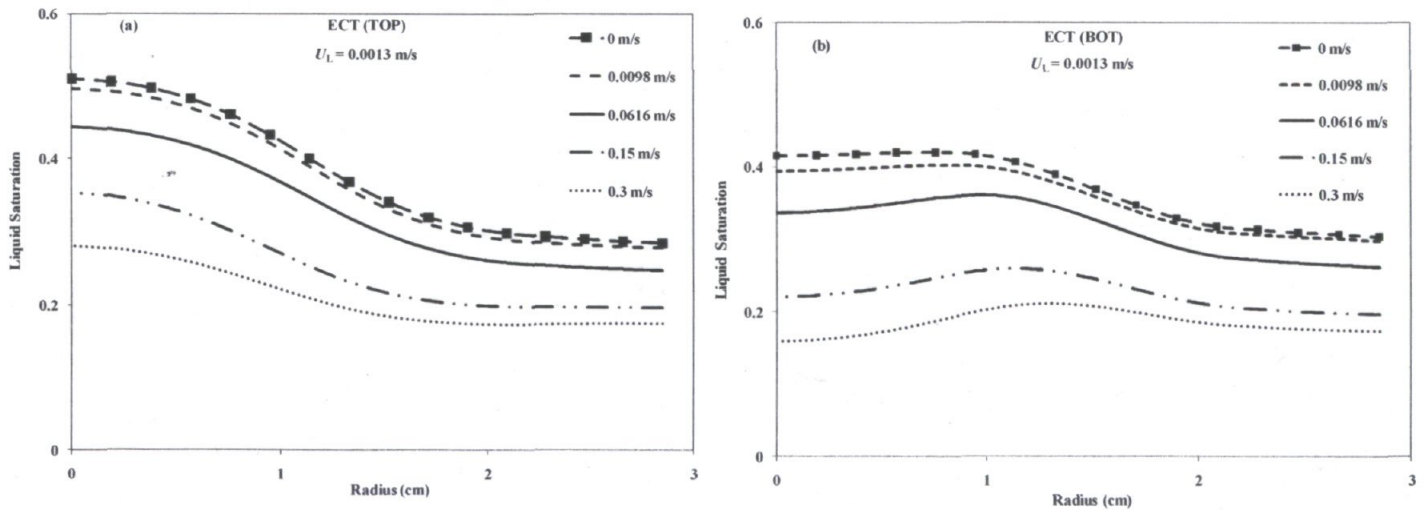 (a)
ECT (TOP)
U_L = 0.0013 m/s
0 m/s
0.0098 m/s
0.0616 m/s
0.15 m/s
0.3 m/s
Liquid Saturation
0.6
0.4
0.2
0
0 1 2 3
Radius (cm)
(b)
ECT (BOT)
U_L = 0.0013 m/s
0 m/s
0.0098 m/s
0.0616 m/s
0.15 m/s
0.3 m/s
Liquid Saturation
0.6
0.4
0.2
0
0 1 2 3
Radius (cm)